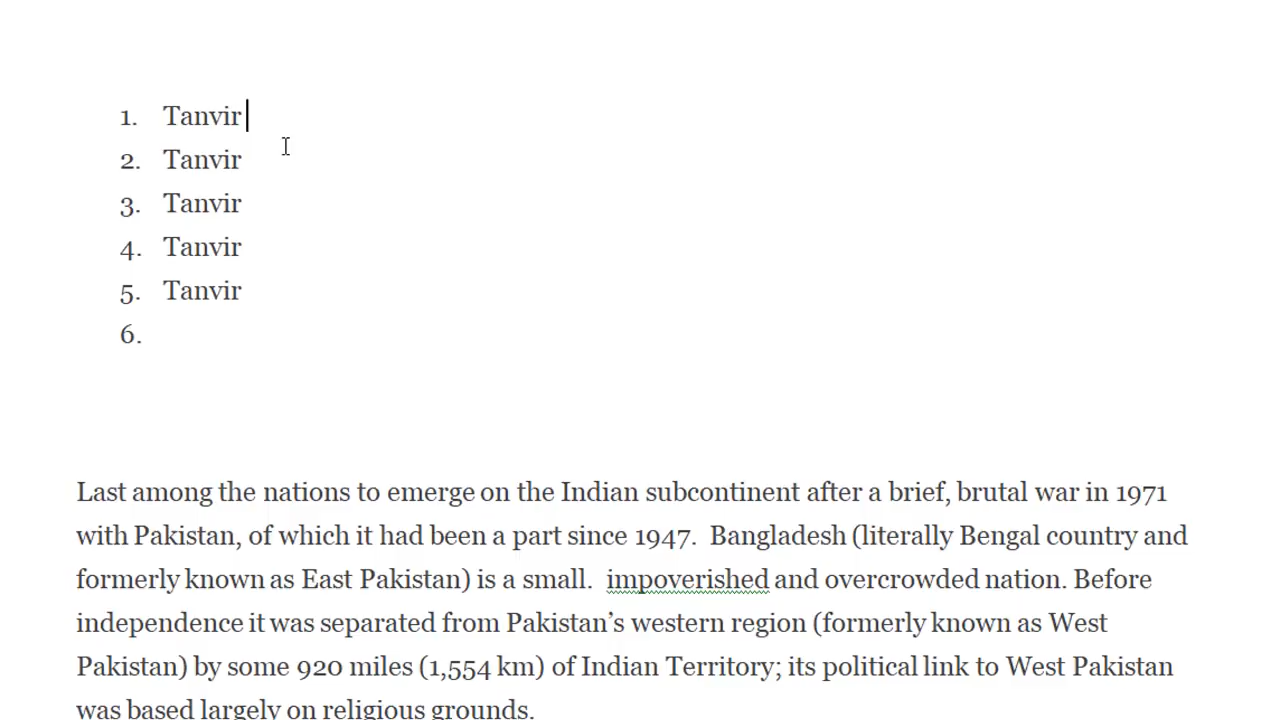 1. Tanvir
2. Tanvir
3. Tanvir
4. Tanvir
5. Tanvir
6.
Last among the nations to emerge on the Indian subcontinent after a brief, brutal war in 1971
with Pakistan, of which it had been a part since 1947.  Bangladesh (literally Bengal country and
formerly known as East Pakistan) is a small.  impoverished and overcrowded nation. Before
independence it was separated from Pakistan’s western region (formerly known as West
Pakistan) by some 920 miles (1,554 km) of Indian Territory; its political link to West Pakistan
was based largely on religious grounds.